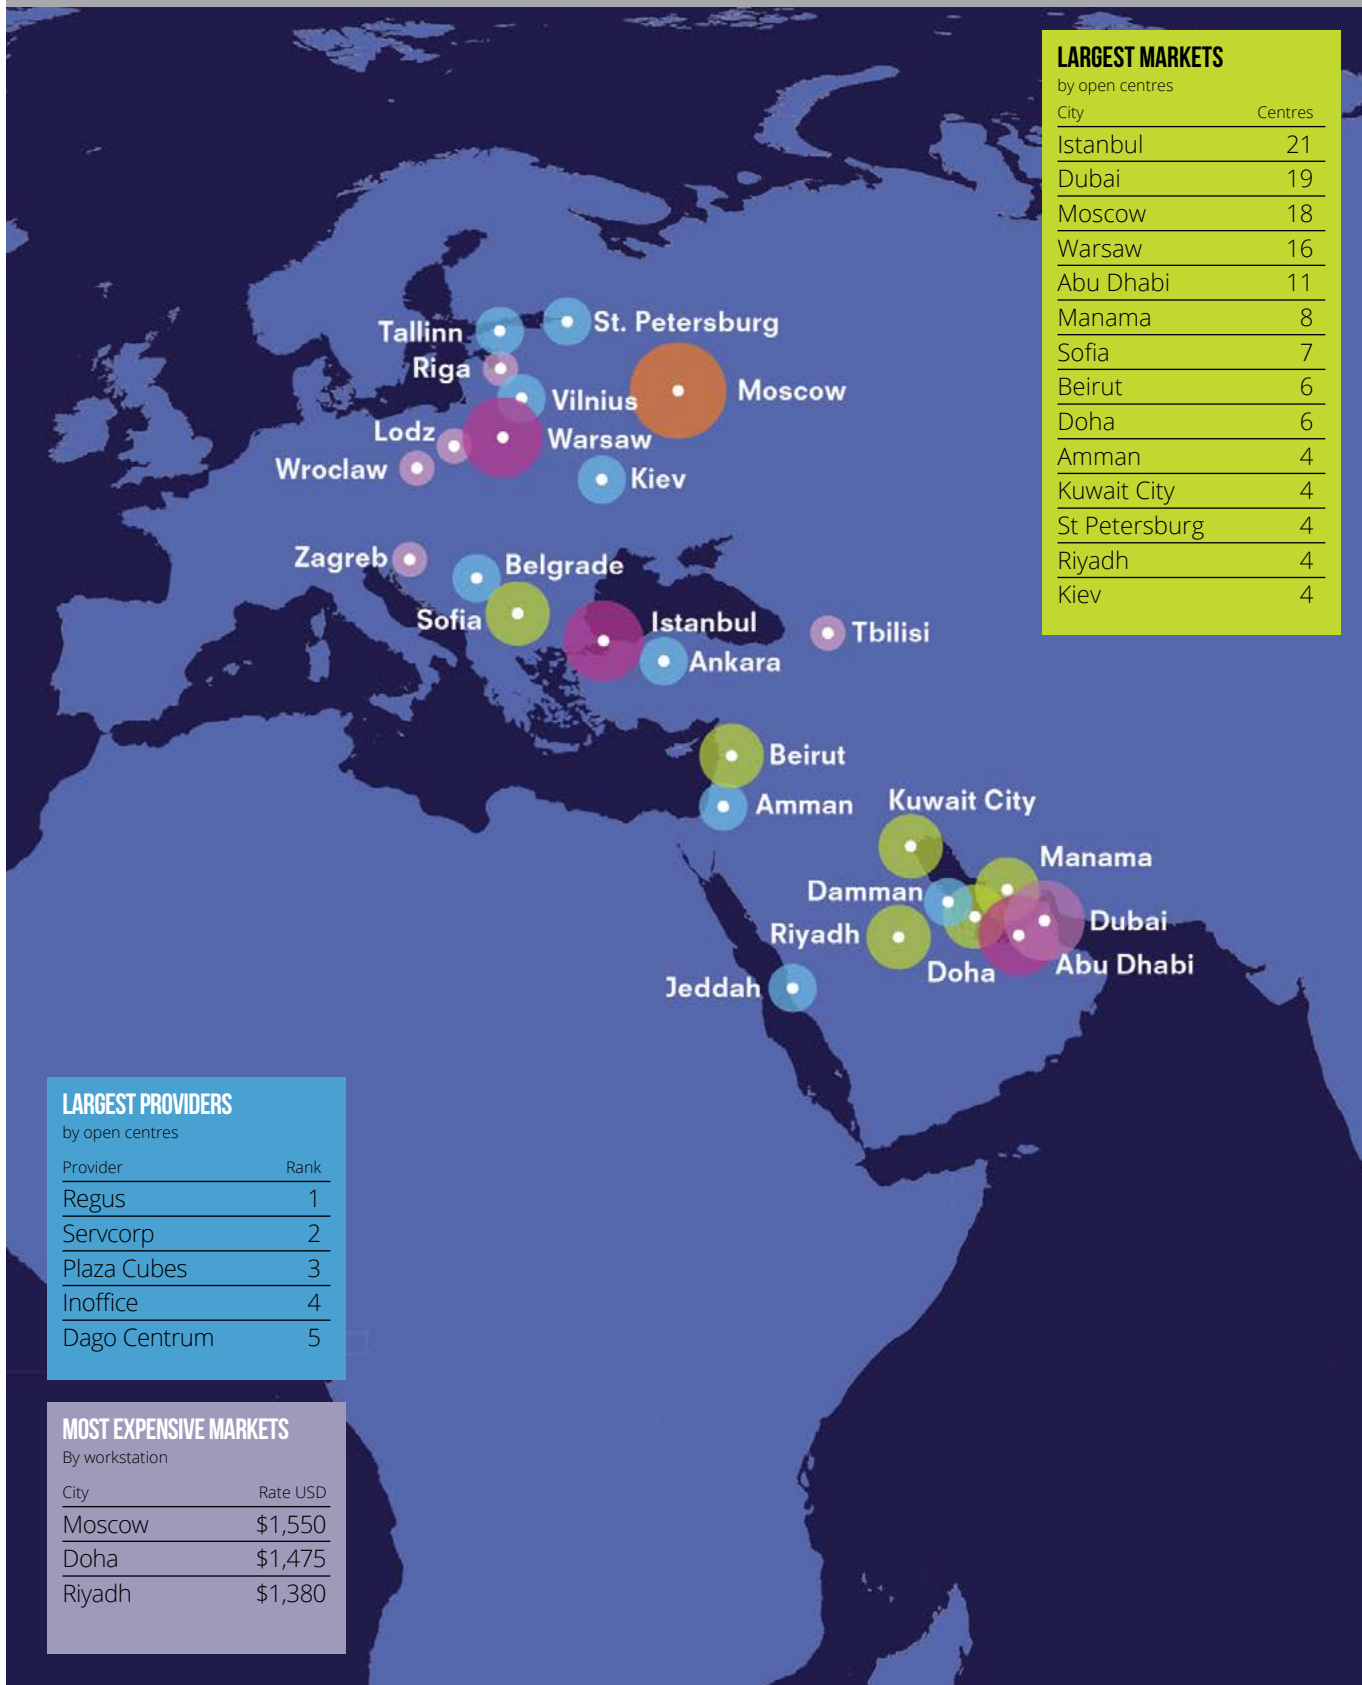 LARGEST MARKETS
by open centres
City Centres
Istanbul 21
Dubai 19
Moscow 18
Warsaw 16
Abu Dhabi 11
Manama 8
Sofia 7
Beirut 6
Doha 6
Amman 4
Kuwait City 4
St Petersburg 4
Riyadh 4
Kiev 4
Tallinn
St. Petersburg
Riga
Vilnius
Moscow
Lodz
Warsaw
Wroclaw
Kiev
Zagreb
Belgrade
Sofia
Istanbul
Tbilisi
Ankara
Beirut
Amman
Kuwait City
Manama
Damman
Dubai
Riyadh
Doha
Abu Dhabi
Jeddah
LARGEST PROVIDERS
by open centres
Provider Rank
Regus 1
Servcorp 2
Plaza Cubes 3
Inoffice 4
Dago Centrum 5
MOST EXPENSIVE MARKETS
By workstation
City Rate USD
Moscow $1,550
Doha $1,475
Riyadh $1,380